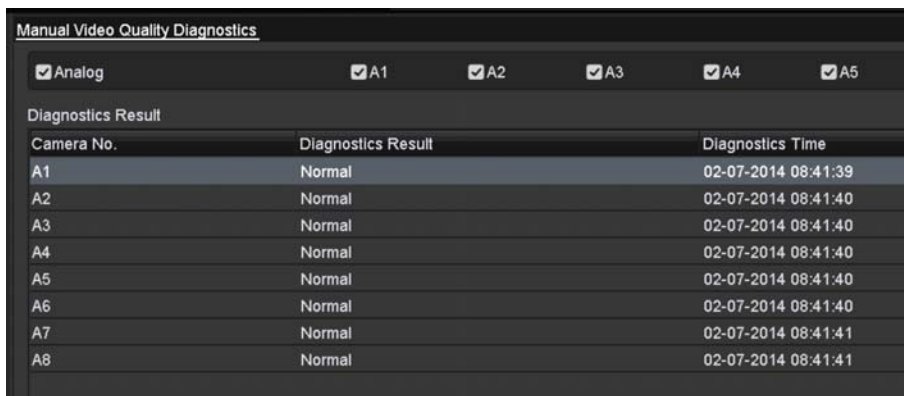 Manual Video Quality Diagnostics
Analog A1 A2 A3 A4 A5
Diagnostics Result
Camera No. Diagnostics Result Diagnostics Time
A1 Normal 02-07-2014 08:41:39
A2 Normal 02-07-2014 08:41:40
A3 Normal 02-07-2014 08:41:40
A4 Normal 02-07-2014 08:41:40
A5 Normal 02-07-2014 08:41:40
A6 Normal 02-07-2014 08:41:40
A7 Normal 02-07-2014 08:41:41
A8 Normal 02-07-2014 08:41:41